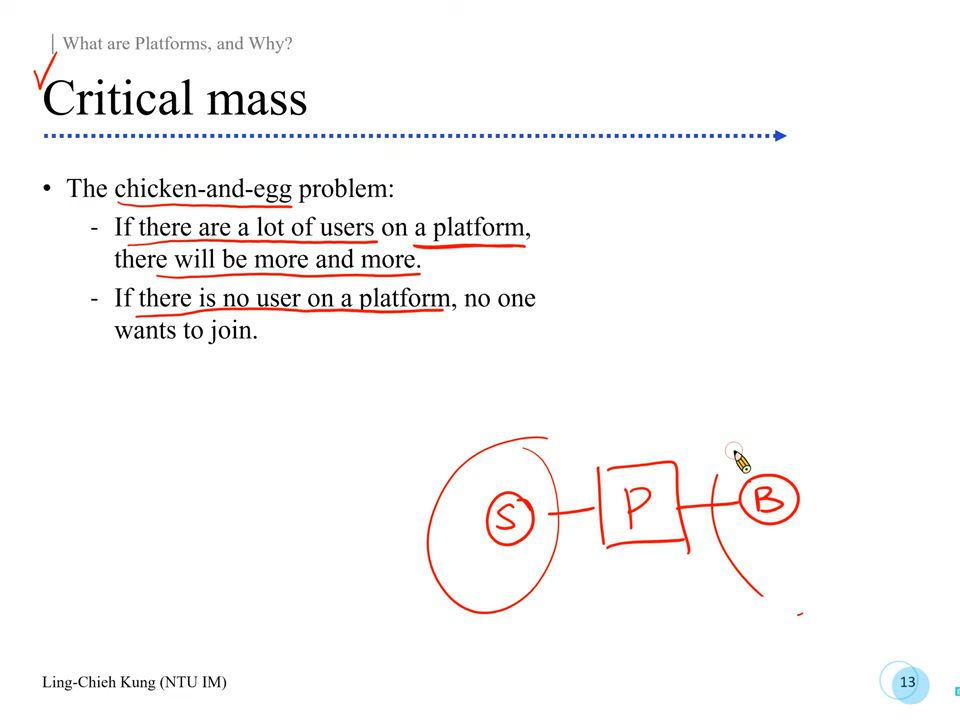 What are Platforms, and Why?
Critical mass
• The chicken-and-egg problem:
- If there are a lot of users on a platform,
there will be more and more.
- If there is no user on a platform, no one
wants to join.
S P B
Ling-Chieh Kung (NTU IM) 13